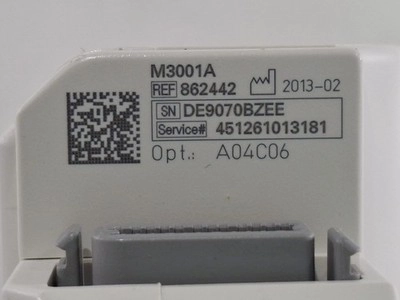 M3001A
REF 862442 2013-02
SN DE9070BZEE
Service# 451261013181
Opt.: A04C06